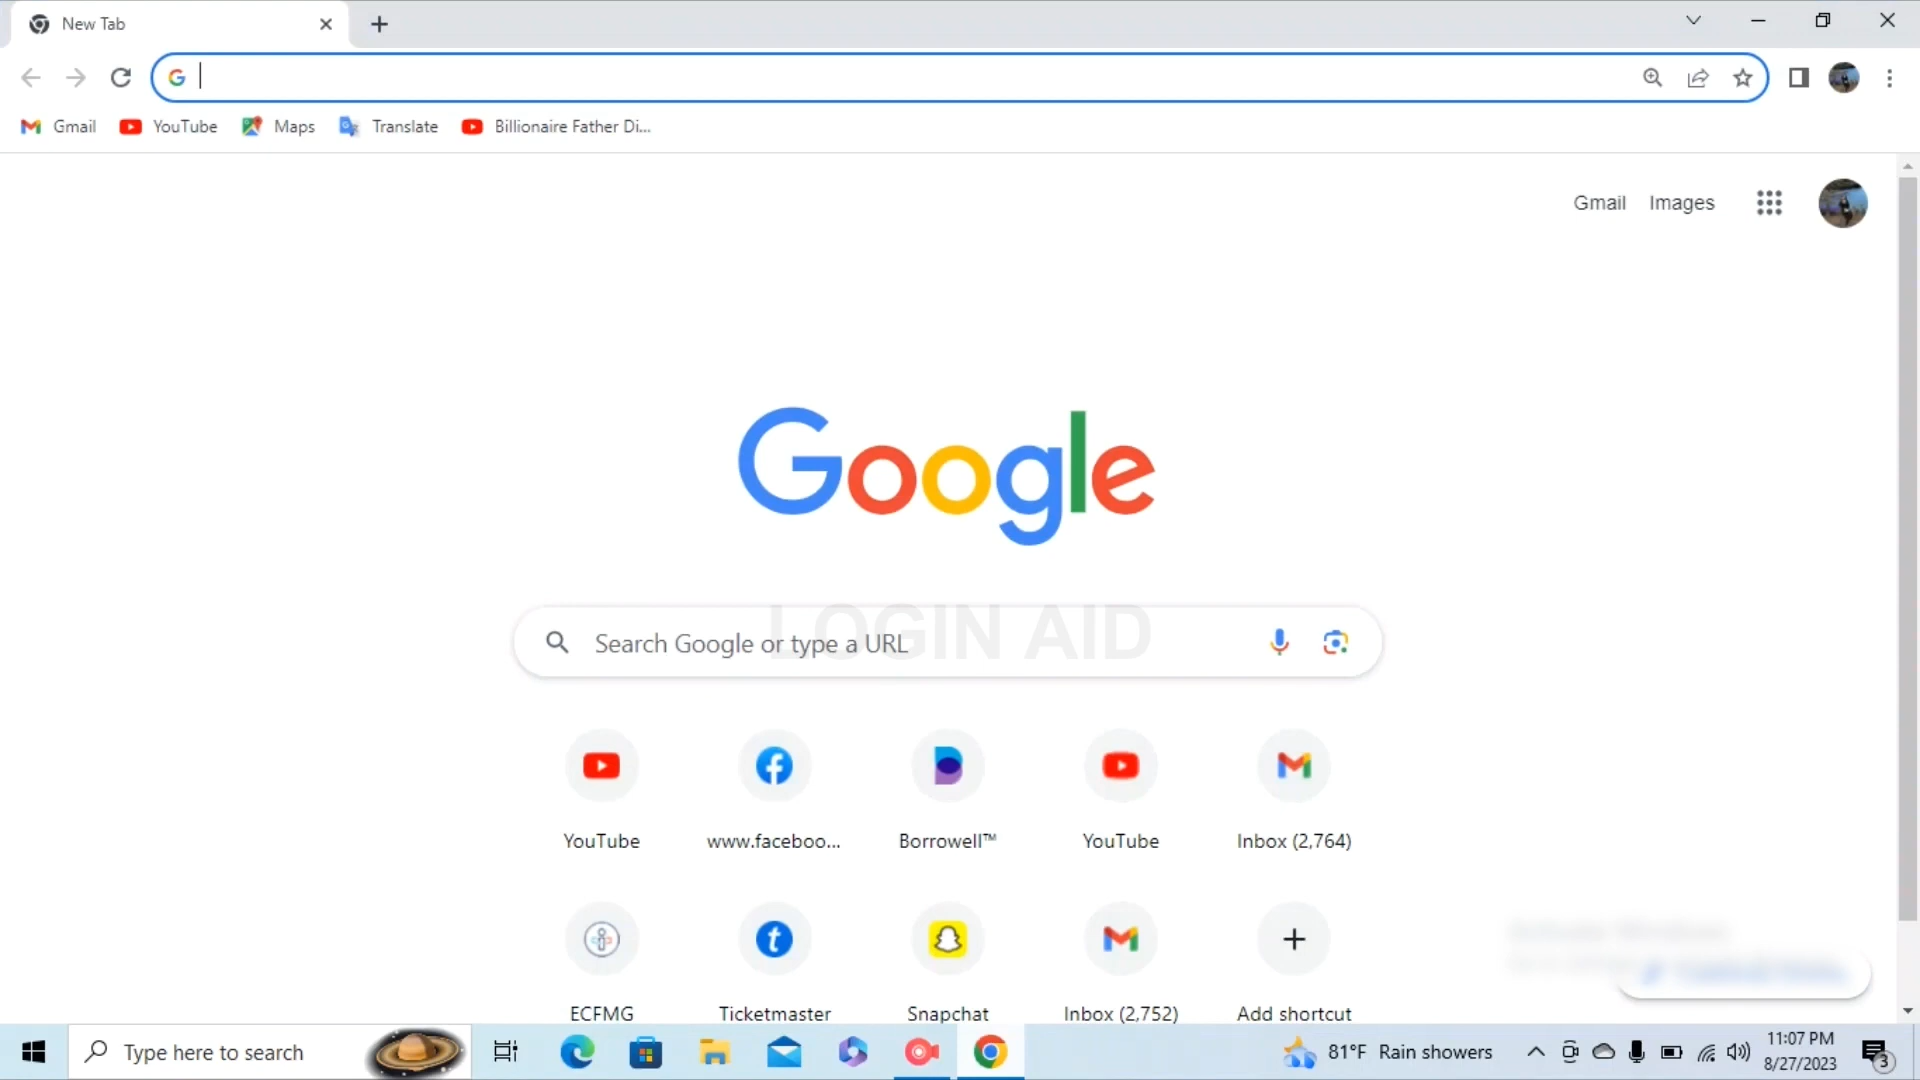 New Tab
Gmail YouTube Maps Translate Billionaire Father Di...
Gmail Images
Google
LOGIN AID
Search Google or type a URL
YouTube www.faceboo... Borrowell™ YouTube Inbox (2,764)
ECFMG Ticketmaster Snapchat Inbox (2,752) Add shortcut
Type here to search
81°F Rain showers
11:07 PM
8/27/2023
3